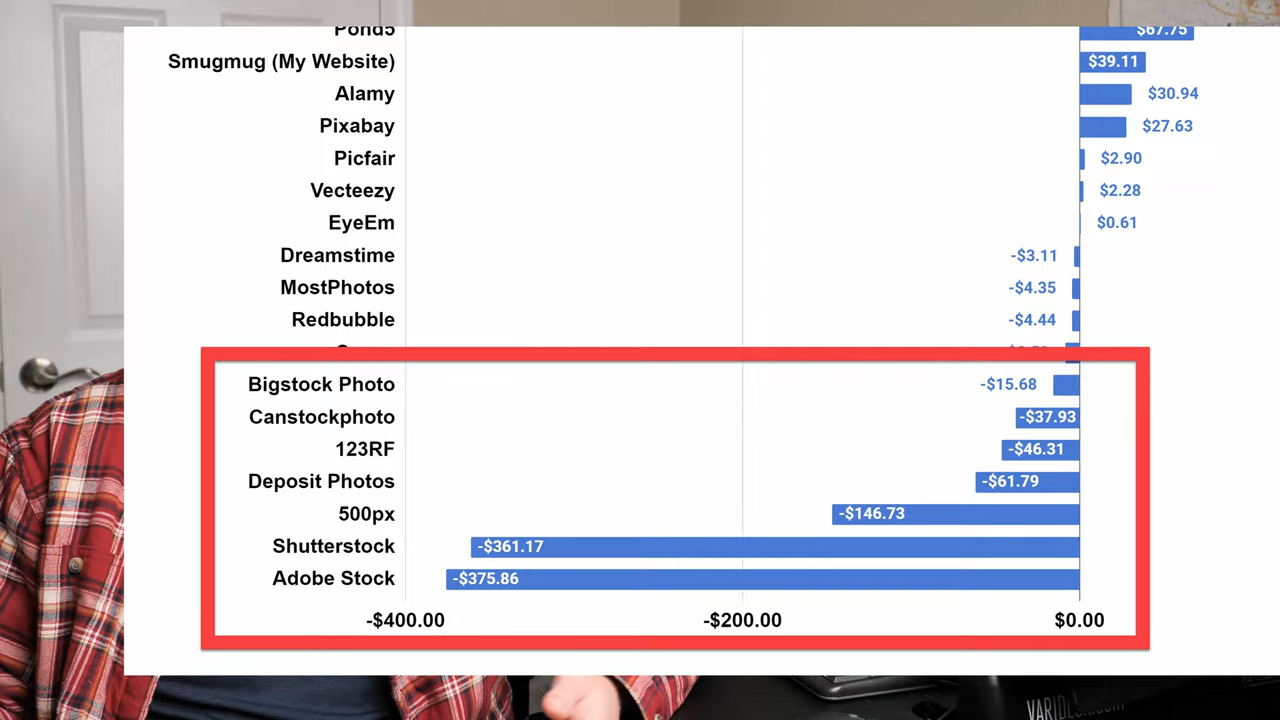 Pond5 $67.75
Smugmug (My Website) $39.11
Alamy $30.94
Pixabay $27.63
Picfair $2.90
Vecteezy $2.28
EyeEm $0.61
Dreamstime -$3.11
MostPhotos -$4.35
Redbubble -$4.44
Bigstock Photo -$15.68
Canstockphoto -$37.93
123RF -$46.31
Deposit Photos -$61.79
500px -$146.73
Shutterstock -$361.17
Adobe Stock -$375.86
-$400.00 -$200.00 $0.00